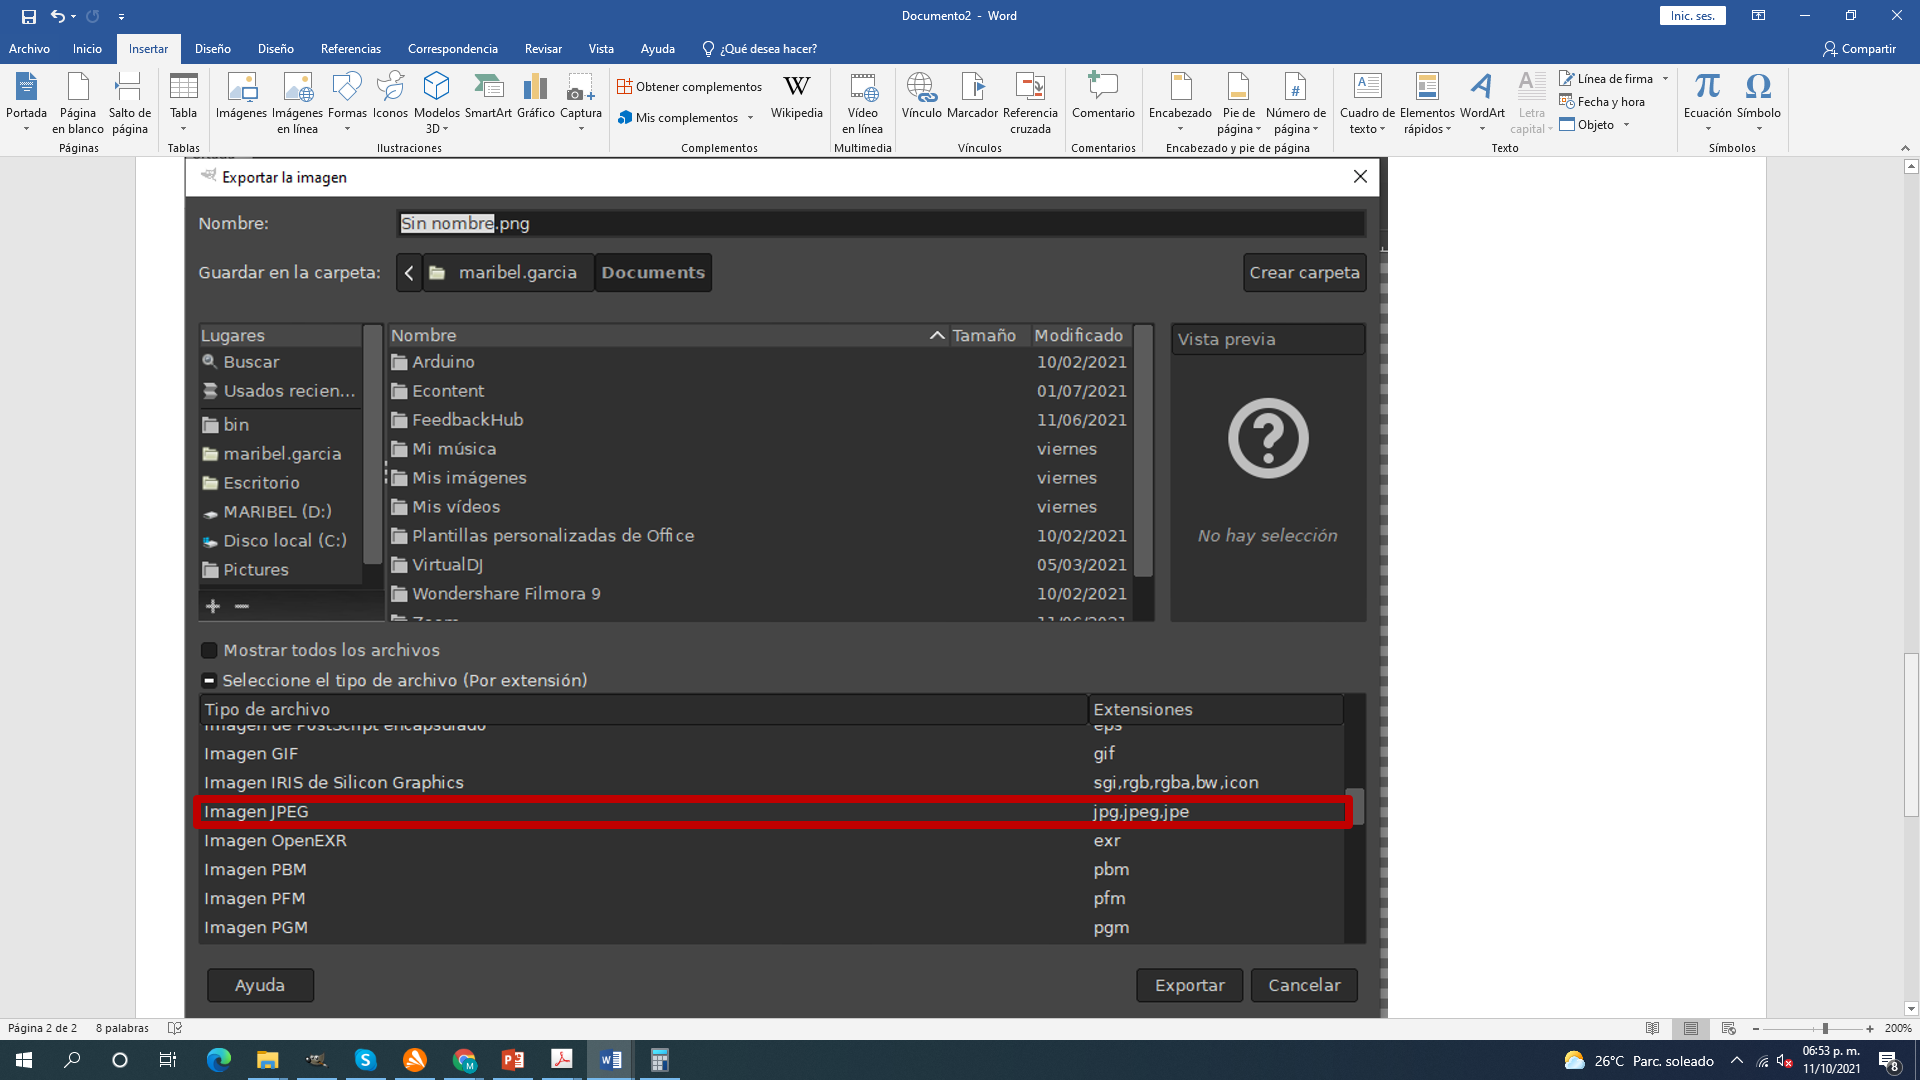 Documento2 - Word
Inic. ses.
Archivo Inicio Insertar Diseño Diseño Referencias Correspondencia Revisar Vista Ayuda ¿Qué desea hacer? Compartir
Portada
Página en blanco
Salto de página
Páginas
Tabla
Tablas
Imágenes
Imágenes en línea
Formas
Iconos
Modelos 3D
SmartArt
Gráfico
Captura
Ilustraciones
Obtener complementos
Mis complementos
W
Wikipedia
Complementos
Vídeo en línea
Multimedia
Vínculo
Marcador
Referencia cruzada
Vínculos
Comentario
Comentarios
Encabezado
Pie de página
Número de página
Encabezado y pie de página
Cuadro de texto
Elementos rápidos
WordArt
Letra capital
Línea de firma
Fecha y hora
Objeto
Texto
π
Ecuación
Ω
Símbolo
Símbolos
Exportar la imagen
Nombre: Sin nombre.png
Guardar en la carpeta: maribel.garcia Documents Crear carpeta
Lugares
Buscar
Usados recien...
bin
maribel.garcia
Escritorio
MARIBEL (D:)
Disco local (C:)
Pictures
Nombre Tamaño Modificado
Arduino 10/02/2021
Econtent 01/07/2021
FeedbackHub 11/06/2021
Mi música viernes
Mis imágenes viernes
Mis vídeos viernes
Plantillas personalizadas de Office 10/02/2021
VirtualDJ 05/03/2021
Wondershare Filmora 9 10/02/2021
Vista previa
No hay selección
Mostrar todos los archivos
Seleccione el tipo de archivo (Por extensión)
Tipo de archivo Extensiones
Imagen de PostScript encapsulado eps
Imagen GIF gif
Imagen IRIS de Silicon Graphics sgi,rgb,rgba,bw,icon
Imagen JPEG jpg,jpeg,jpe
Imagen OpenEXR exr
Imagen PBM pbm
Imagen PFM pfm
Imagen PGM pgm
Ayuda Exportar Cancelar
Página 2 de 2 8 palabras 200%
26°C Parc. soleado
06:53 p. m.
11/10/2021
8